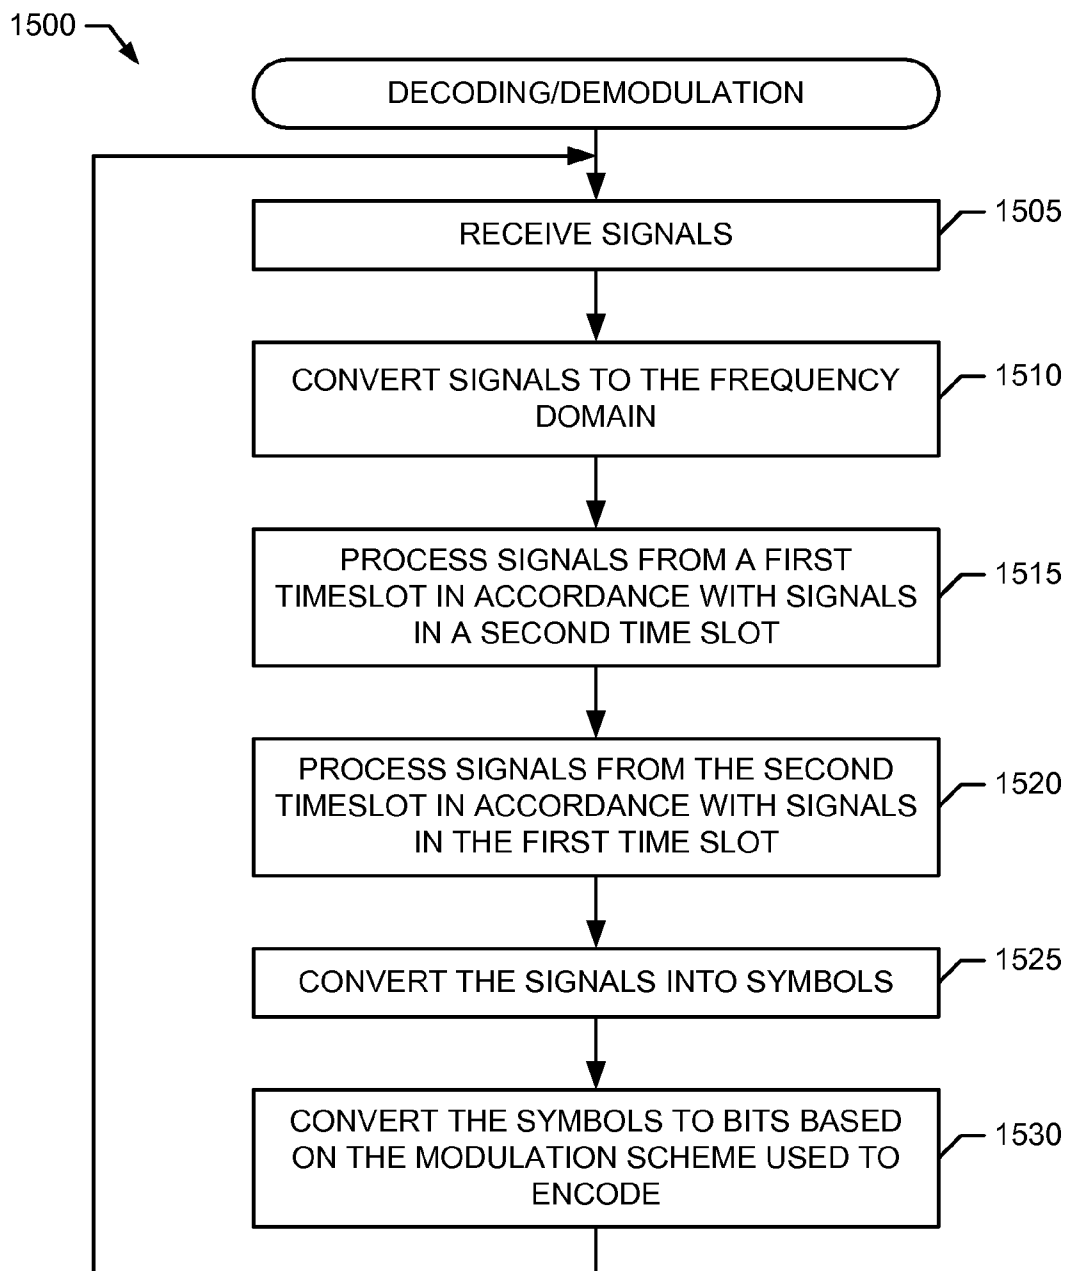 1500
DECODING/DEMODULATION
RECEIVE SIGNALS
1505
CONVERT SIGNALS TO THE FREQUENCY
DOMAIN
1510
PROCESS SIGNALS FROM A FIRST
TIMESLOT IN ACCORDANCE WITH SIGNALS
IN A SECOND TIME SLOT
1515
PROCESS SIGNALS FROM THE SECOND
TIMESLOT IN ACCORDANCE WITH SIGNALS
IN THE FIRST TIME SLOT
1520
CONVERT THE SIGNALS INTO SYMBOLS
1525
CONVERT THE SYMBOLS TO BITS BASED
ON THE MODULATION SCHEME USED TO
ENCODE
1530